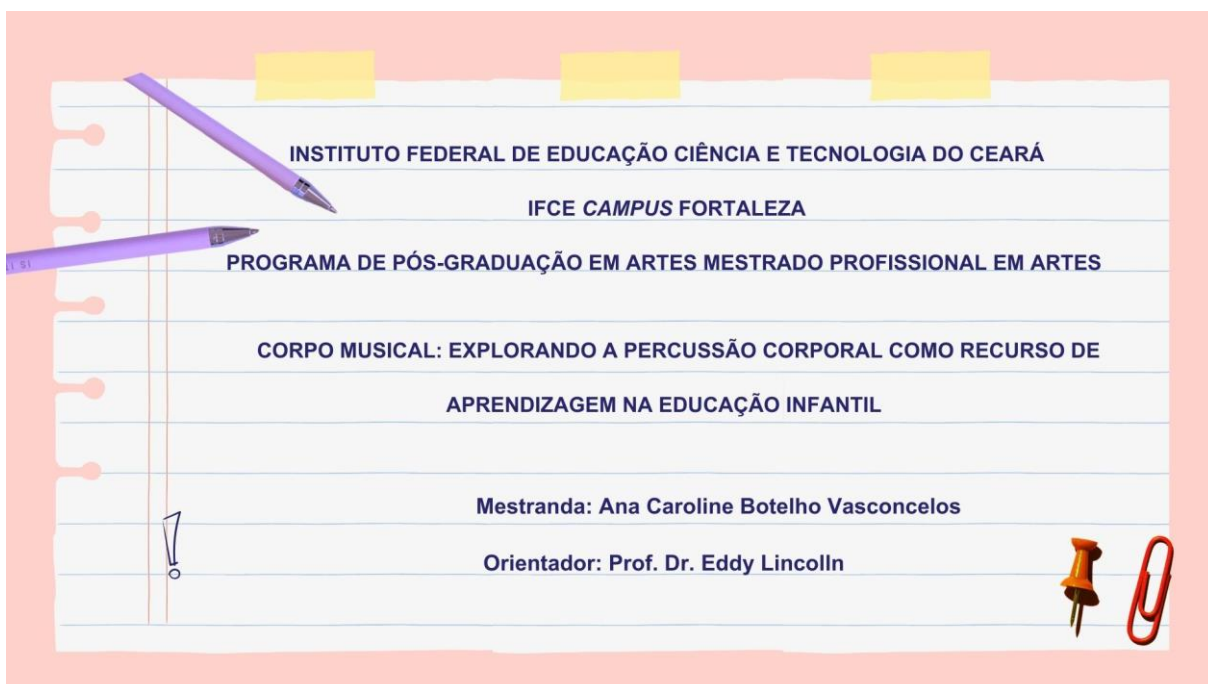 INSTITUTO FEDERAL DE EDUCAÇÃO CIÊNCIA E TECNOLOGIA DO CEARÁ
IFCE CAMPUS FORTALEZA
PROGRAMA DE PÓS-GRADUAÇÃO EM ARTES MESTRADO PROFISSIONAL EM ARTES
CORPO MUSICAL: EXPLORANDO A PERCUSSÃO CORPORAL COMO RECURSO DE
APRENDIZAGEM NA EDUCAÇÃO INFANTIL
Mestranda: Ana Caroline Botelho Vasconcelos
Orientador: Prof. Dr. Eddy Lincolln